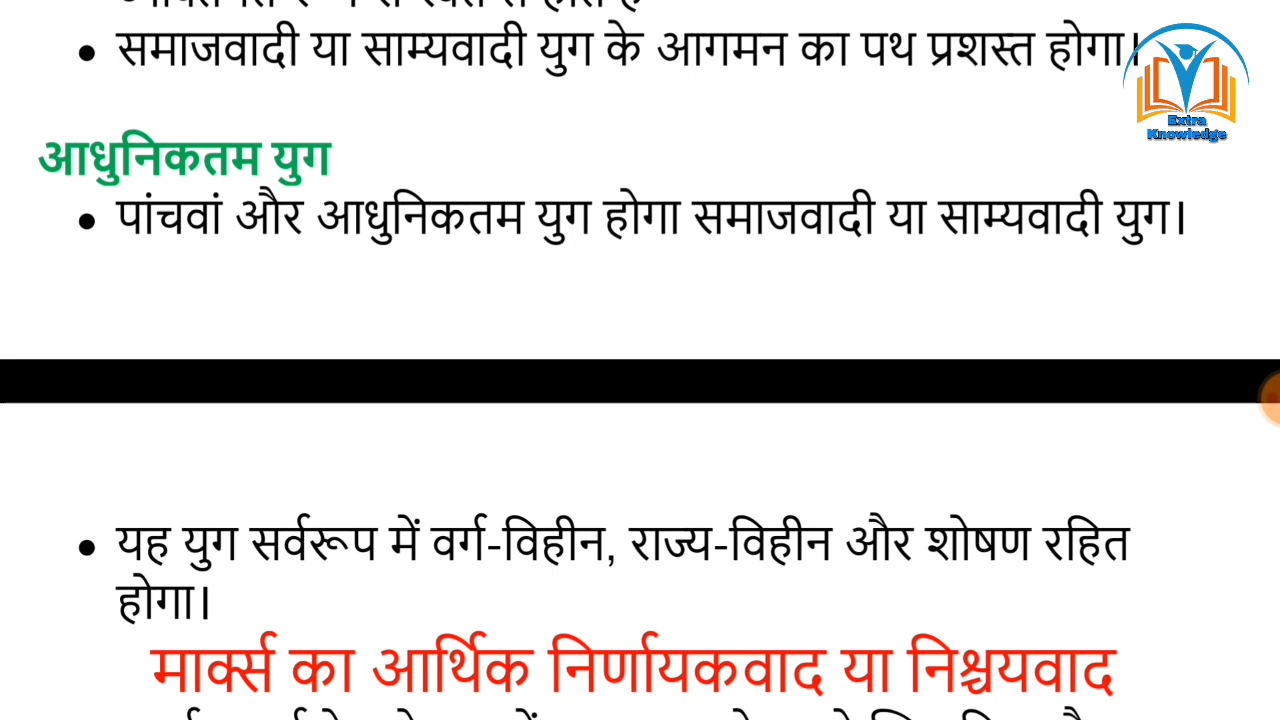 समाजवादी या साम्यवादी युग के आगमन का पथ प्रशस्त होगा।
Extra
Knowledge
आधुनिकतम युग
पांचवां और आधुनिकतम युग होगा समाजवादी या साम्यवादी युग।
यह युग सर्वरूप में वर्ग-विहीन, राज्य-विहीन और शोषण रहित
होगा।
मार्क्स का आर्थिक निर्णायकवाद या निश्चयवाद